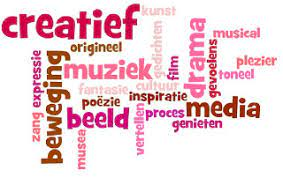 creatief
kunst
musical
origineel
gedichten
drama
gevoelens
plezier
toneel
muziek
film
beweging
expressie
zang
fantasie
cultuur
poëzie
inspiratie
media
musea
beeld
vertellen
proces
genieten